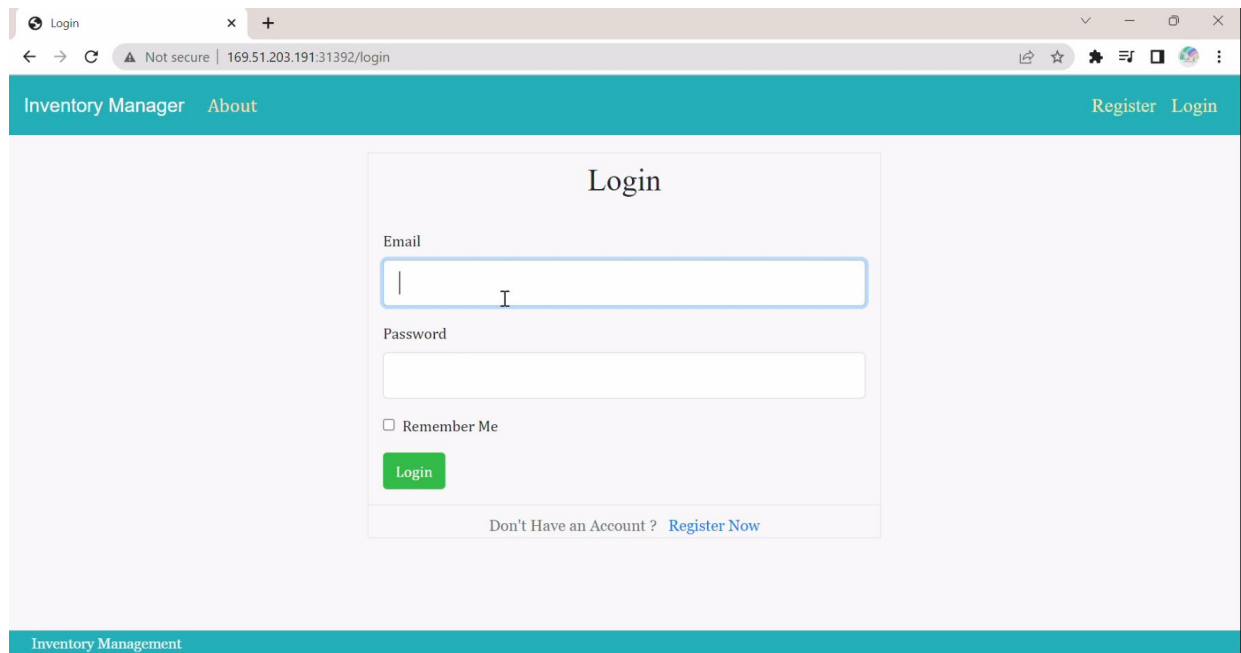 Login
Not secure | 169.51.203.191:31392/login
Inventory Manager About Register Login
Login
Email
Password
Remember Me
Login
Don't Have an Account ? Register Now
Inventory Management